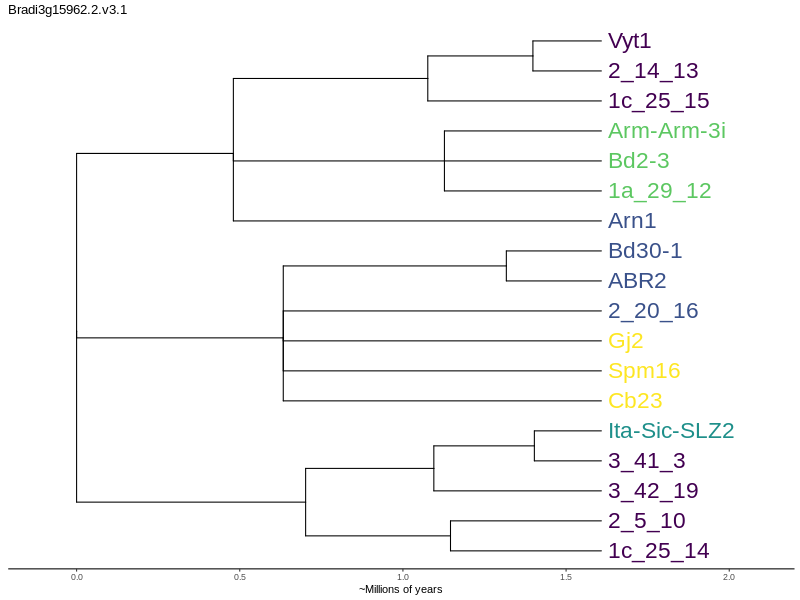 Bradi3g15962.2.v3.1
Vyt1
2_14_13
1c_25_15
Arm-Arm-3i
Bd2-3
1a_29_12
Arn1
Bd30-1
ABR2
2_20_16
Gj2
Spm16
Cb23
Ita-Sic-SLZ2
3_41_3
3_42_19
2_5_10
1c_25_14
0.0 0.5 1.0 1.5 2.0
~Millions of years